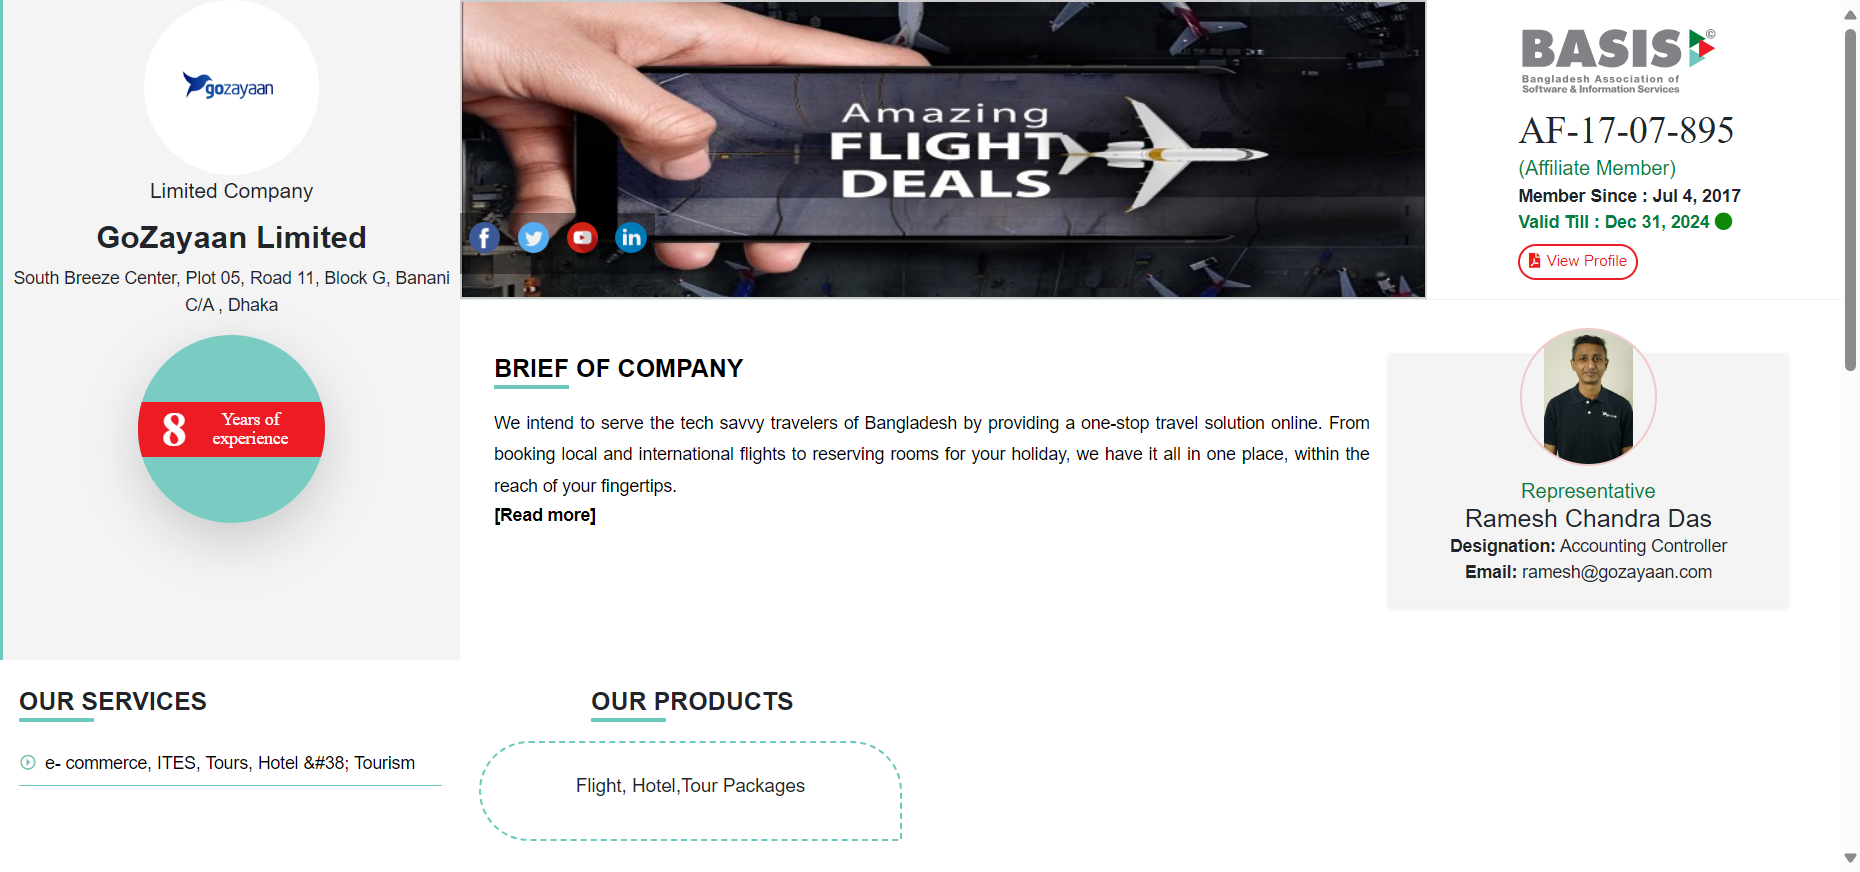 gozayaan
Limited Company
GoZayaan Limited
South Breeze Center, Plot 05, Road 11, Block G, Banani
C/A , Dhaka
8 Years of
experience
Amazing
FLIGHT
DEALS
BASIS©
Bangladesh Association of
Software & Information Services
AF-17-07-895
(Affiliate Member)
Member Since : Jul 4, 2017
Valid Till : Dec 31, 2024
View Profile
BRIEF OF COMPANY
We intend to serve the tech savvy travelers of Bangladesh by providing a one-stop travel solution online. From
booking local and international flights to reserving rooms for your holiday, we have it all in one place, within the
reach of your fingertips.
[Read more]
Representative
Ramesh Chandra Das
Designation: Accounting Controller
Email: ramesh@gozayaan.com
OUR SERVICES
e- commerce, ITES, Tours, Hotel &#38; Tourism
OUR PRODUCTS
Flight, Hotel,Tour Packages